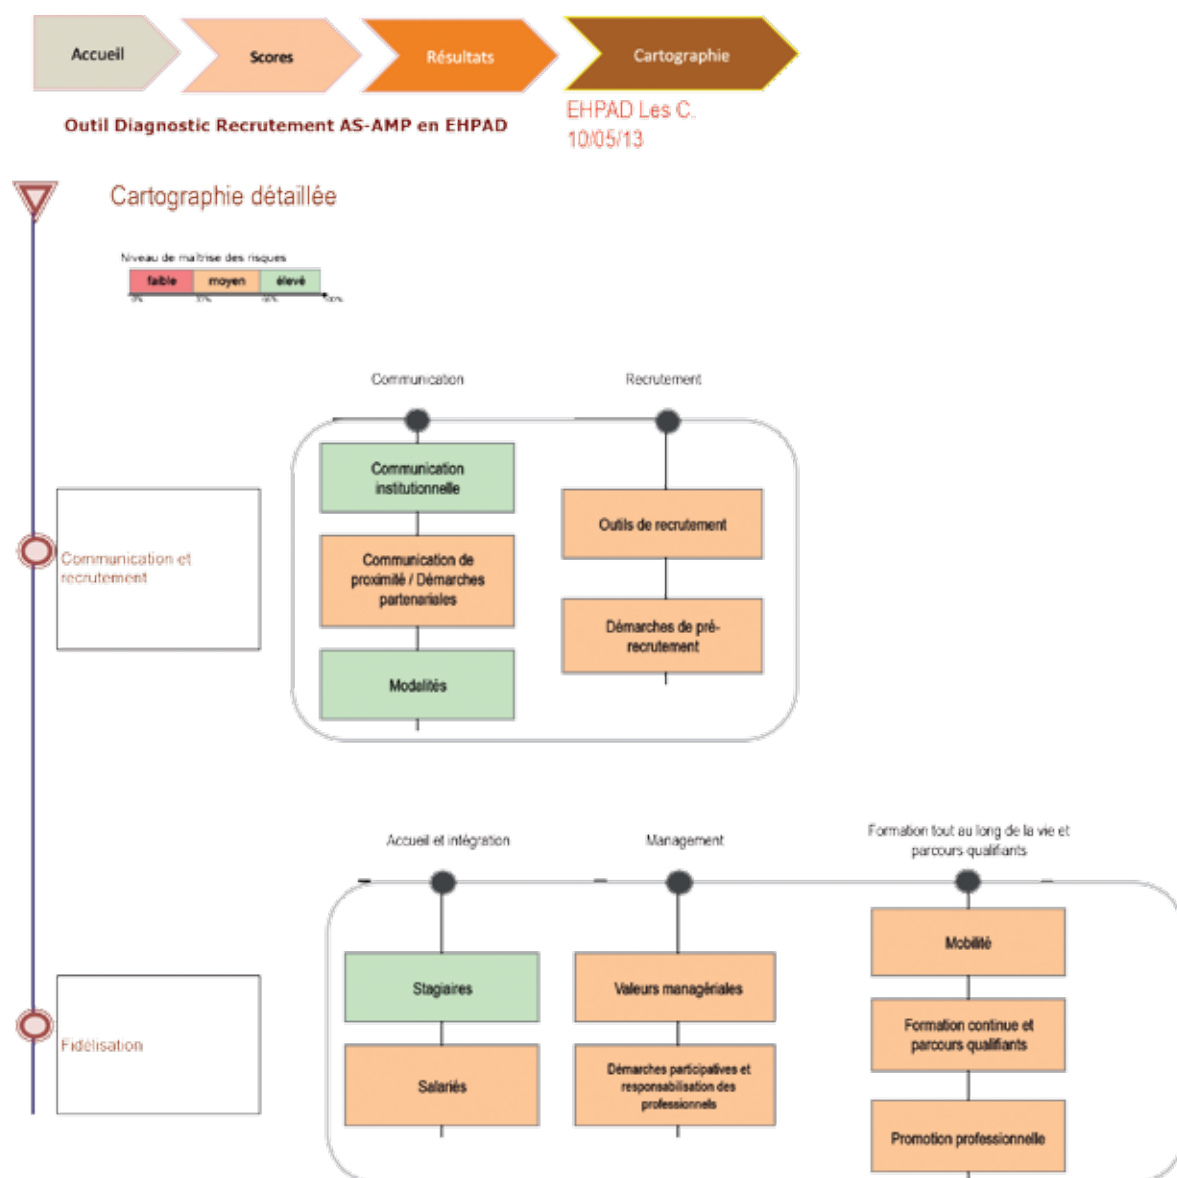 Accueil
Scores
Résultats
Cartographie
Outil Diagnostic Recrutement AS-AMP en EHPAD
EHPAD Les C.
10/05/13
Cartographie détaillée
Niveau de maîtrise des risques
faible
moyen
élevé
0%
100%
Communication
Recrutement
Communication
institutionnelle
Communication de
proximité / Démarches
partenariales
Modalités
Outils de recrutement
Démarches de pré-
recrutement
Communication et
recrutement
Accueil et intégration
Management
Formation tout au long de la vie et
parcours qualifiants
Stagiaires
Salariés
Valeurs managériales
Démarches participatives et
responsabilisation des
professionnels
Mobilité
Formation continue et
parcours qualifiants
Promotion professionnelle
Fidélisation